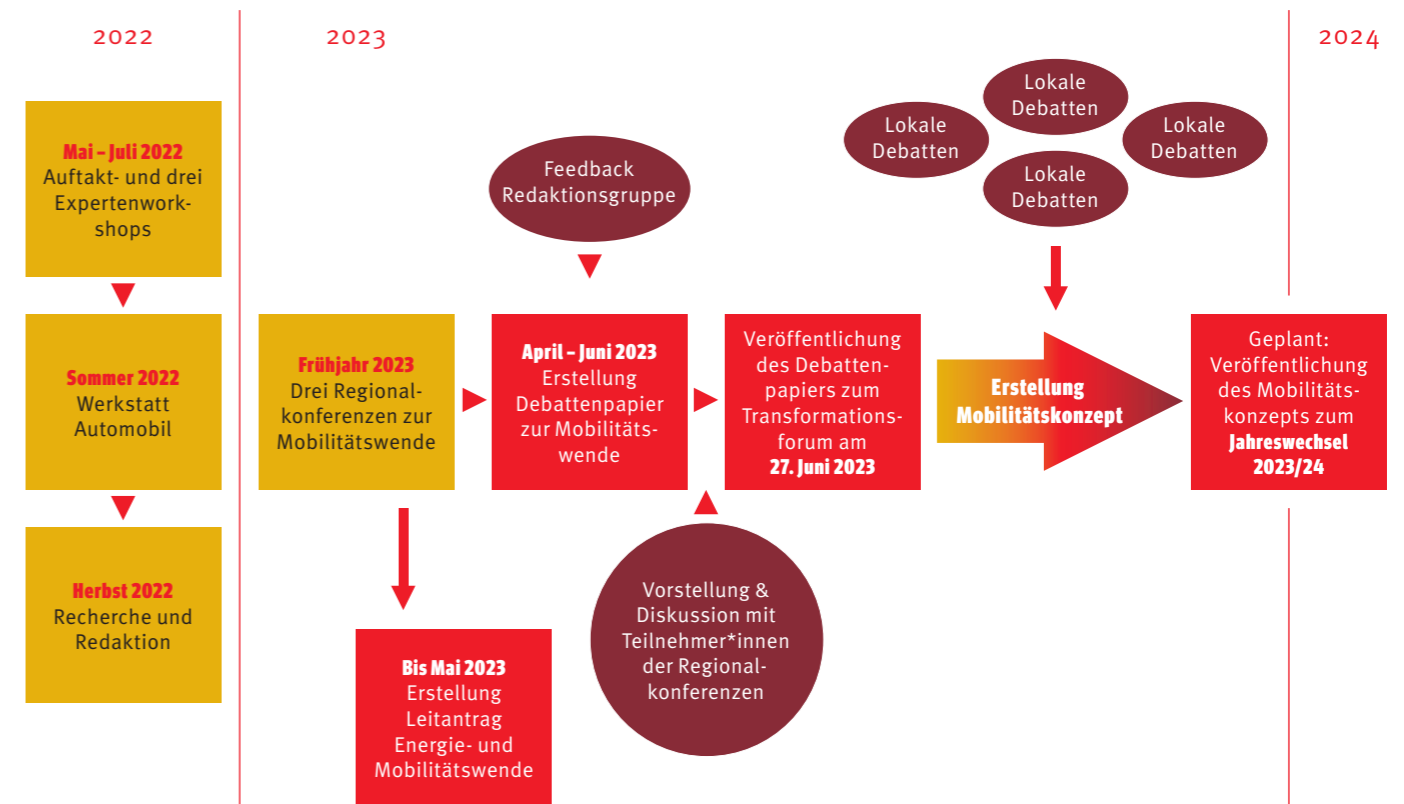 2022
2023
2024
Mai – Juli 2022
Auftakt- und drei
Expertenwork-
shops
Sommer 2022
Werkstatt
Automobil
Herbst 2022
Recherche und
Redaktion
Frühjahr 2023
Drei Regional-
konferenzen zur
Mobilitätswende
Bis Mai 2023
Erstellung
Leitantrag
Energie- und
Mobilitätswende
Feedback
Redaktionsgruppe
April – Juni 2023
Erstellung
Debattenpapier
zur Mobilitäts-
wende
Vorstellung &
Diskussion mit
Teilnehmer*innen
der Regional-
konferenzen
Veröffentlichung
des Debatten-
papiers zum
Transformations-
forum am
27. Juni 2023
Lokale
Debatten
Lokale
Debatten
Lokale
Debatten
Lokale
Debatten
Erstellung
Mobilitätskonzept
Geplant:
Veröffentlichung
des Mobilitäts-
konzepts zum
Jahreswechsel
2023/24